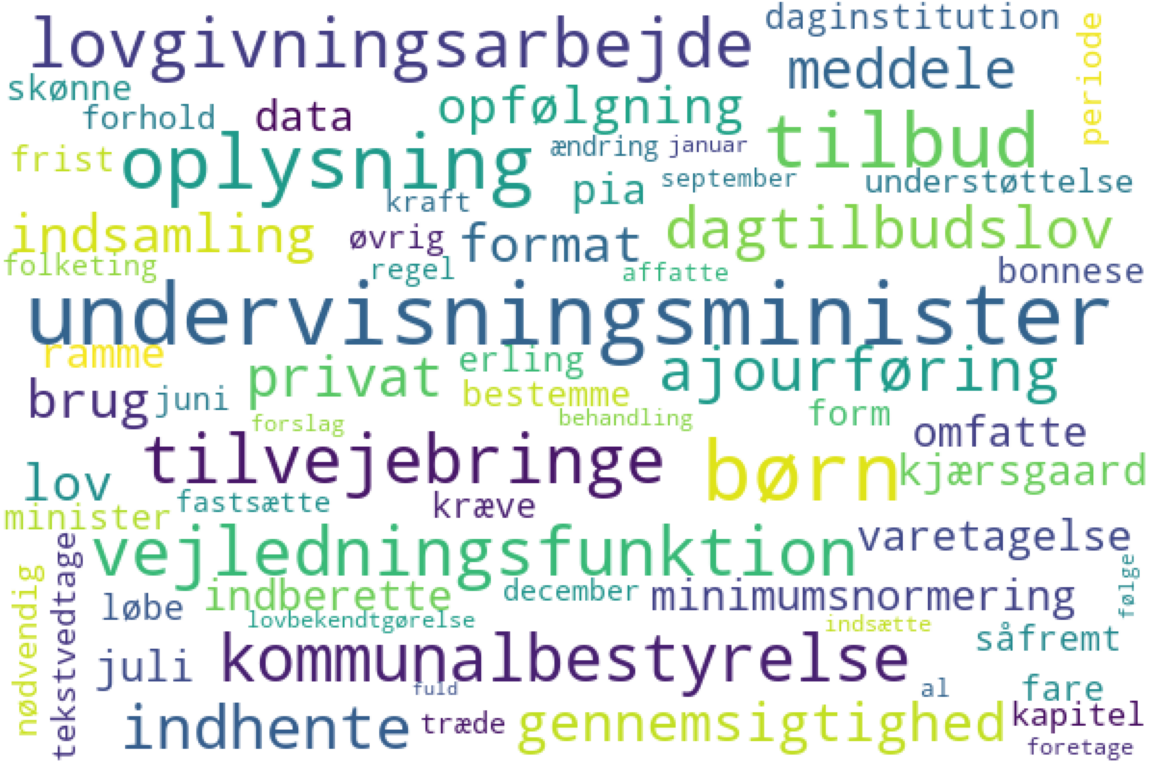 lovgivningsarbejde
daginstitution
periode
meddele
skønne
forhold
data
opfølgning
tilbud
frist
oplysning
ændring
januar
pia
september
understøttelse
kraft
indsamling
øvrig
format
dagtilbudslov
folketing
regel
affatte
bonnese
undervisningsminister
ramme
privat
erling
ajourføring
brug
juni
bestemme
forslag
behandling
form
omfatte
tilvejebringe
børn
kjærsgaard
lov
fastsætte
kræve
minister
tekstvedtage
vejledningsfunktion
varetagelse
følge
nødvendig
løbe
indberette
december
minimumsnormering
lovbekendtgørelse
indsætte
såfremt
juli
kommunalbestyrelse
fuld
al
fare
indhente
træde
gennemsigtighed
kapitel
foretage